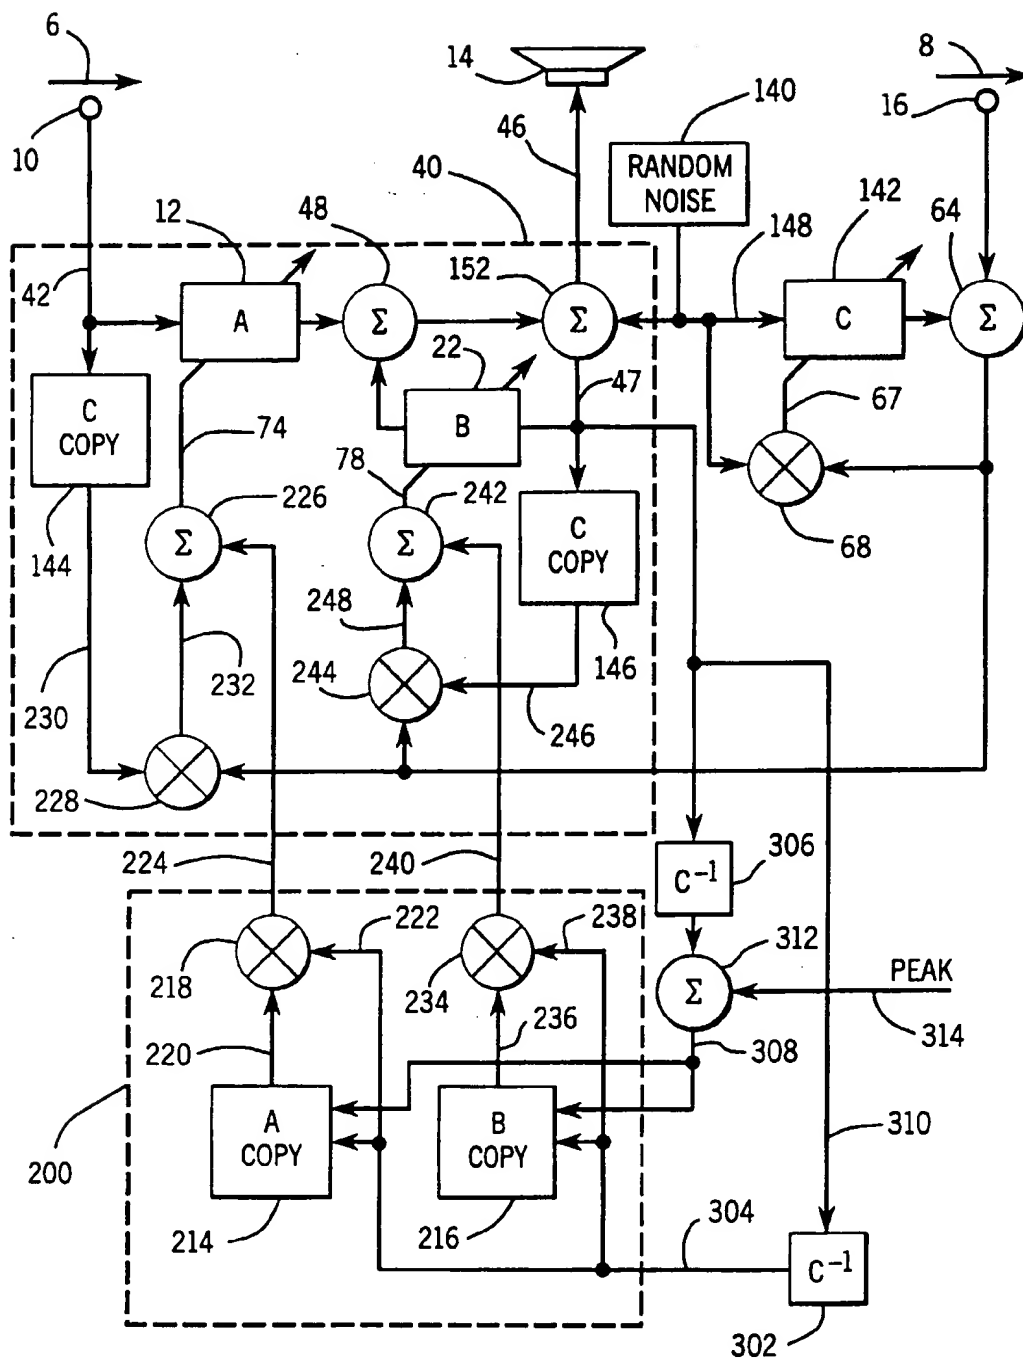 6
14
8
10
46
140
16
RANDOM
NOISE
40
12
48
142
64
152
148
42
A
Σ
Σ
C
Σ
22
47
C
COPY
B
67
74
78
226
242
C
COPY
68
144
Σ
Σ
248
232
244
146
230
246
228
224
240
306
C⁻¹
222
238
312
218
234
PEAK
Σ
220
236
308
314
A
COPY
B
COPY
310
200
304
214
216
C⁻¹
302